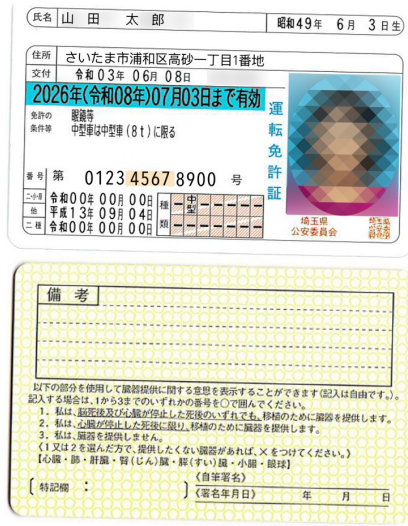 氏名 山田 太郎 昭和49年 6月 3日生
住所 さいたま市浦和区高砂一丁目1番地
交付 令和03年06月08日
2026年(令和08年)07月03日まで有効
免許の 眼鏡等
条件等 中型車は中型車(8t)に限る
運転免許証
番号 第 012345678900 号
二・小・原 令和00年00月00日
他 平成13年09月04日
二種 令和00年00月00日
種類 － 中型 － － － －
－ － － － － －
埼玉県
公安委員会
備考
以下の部分を使用して臓器提供に関する意思を表示することができます(記入は自由です。)。
記入する場合は、1から3までのいずれかの番号を○で囲んでください。
1. 私は、脳死後及び心臓が停止した死後のいずれでも、移植のために臓器を提供します。
2. 私は、心臓が停止した死後に限り、移植のために臓器を提供します。
3. 私は、臓器を提供しません。
《1又は2を選んだ方で、提供したくない臓器があれば、×をつけてください。》
【心臓・肺・肝臓・腎(じん)臓・膵(すい)臓・小腸・眼球】
〔特記欄： 〕
《自筆署名》
《署名年月日》 年 月 日